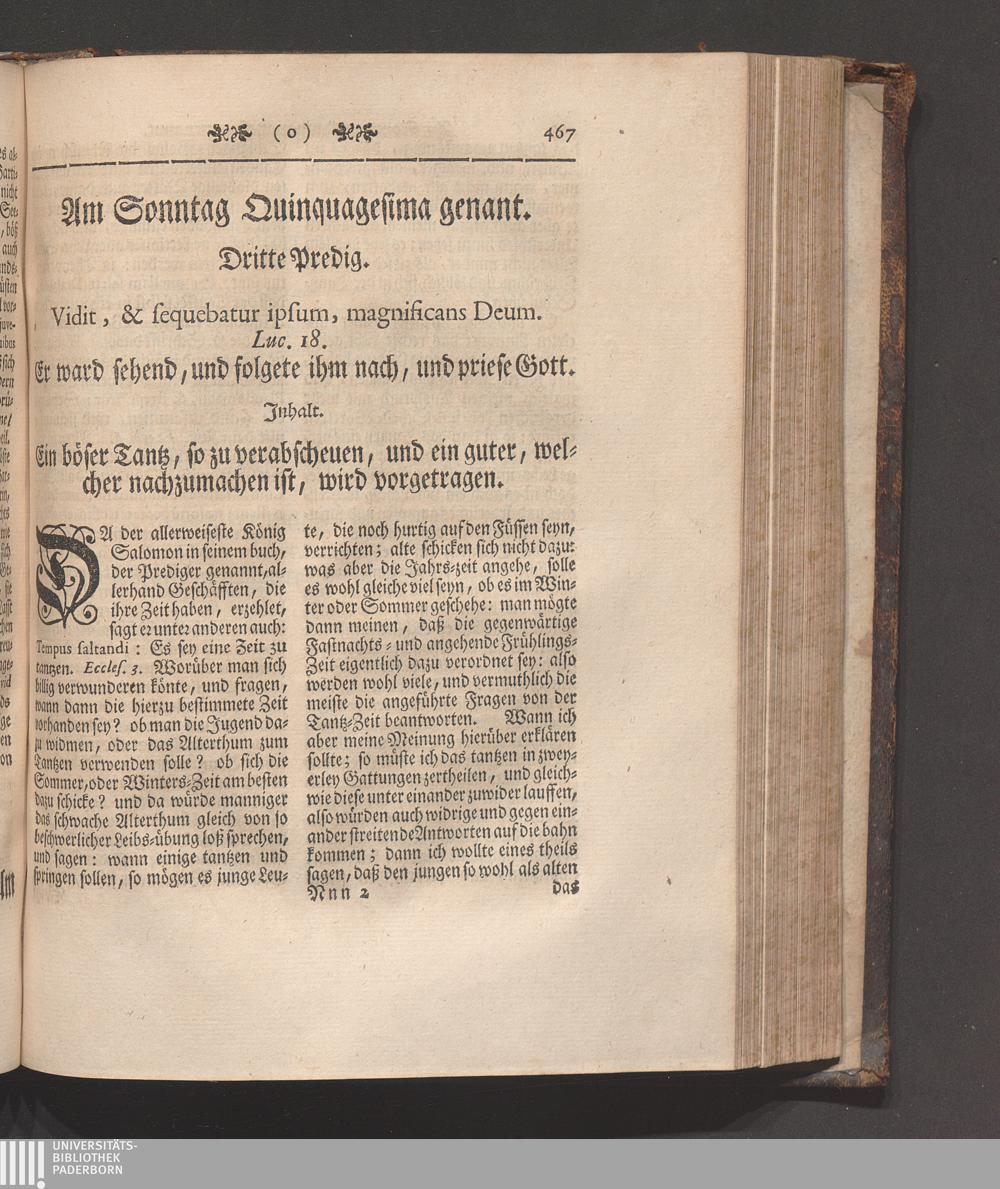 ( 0 ) 467
Am Sonntag Quinquagesima genant.
Dritte Predig.
Vidit, & sequebatur ipsum, magnificans Deum.
Luc. 18.
Er ward sehend, und folgete ihm nach, und priese Gott.
Inhalt.
Ein böser Tantz, so zu verabscheuen, und ein guter, wel-
cher nachzumachen ist, wird vorgetragen.
DA der allerweiseste König
Salomon in seinem buch,
der Prediger genannt, al-
lerhand Geschäfften, die
ihre Zeit haben, erzehlet,
sagt er unter anderen auch:
Tempus saltandi: Es sey eine Zeit zu
tantzen. Eccles. 3. Worüber man sich
billig verwunderen könte, und fragen,
wann dann die hierzu bestimmete Zeit
vorhanden sey? ob man die Jugend da-
zu widmen, oder das Alterthum zum
Tantzen verwenden solle? ob sich die
Sommer, oder Winters-Zeit am besten
dazu schicke? und da würde manniger
das schwache Alterthum gleich von so
beschwerlicher Leibs-übung loß sprechen,
und sagen: wann einige tantzen und
springen sollen, so mögen es junge Leu-
te, die noch hurtig auf den Füssen seyn,
verrichten; alte schicken sich nicht dazu:
was aber die Jahrs-zeit angehe, solle
es wohl gleiche viel seyn, ob es im Win-
ter oder Sommer geschehe: man mögte
dann meinen, daß die gegenwärtige
Fastnachts- und angehende Frühlings-
Zeit eigentlich dazu verordnet sey: also
werden wohl viele, und vermuthlich die
meiste die angeführte Fragen von der
Tantz-Zeit beantworten. Wann ich
aber meine Meinung hierüber erklären
sollte; so müste ich das tantzen in zwey-
erley Gattungen zertheilen, und gleich-
wie diese unter einander zuwider lauffen,
also würden auch widrige und gegen ein-
ander streitende Antworten auf die bahn
kommen; dann ich wollte eines theils
sagen, daß den jungen so wohl als alten
Nnn 2 das
UNIVERSITÄTS-
BIBLIOTHEK
PADERBORN